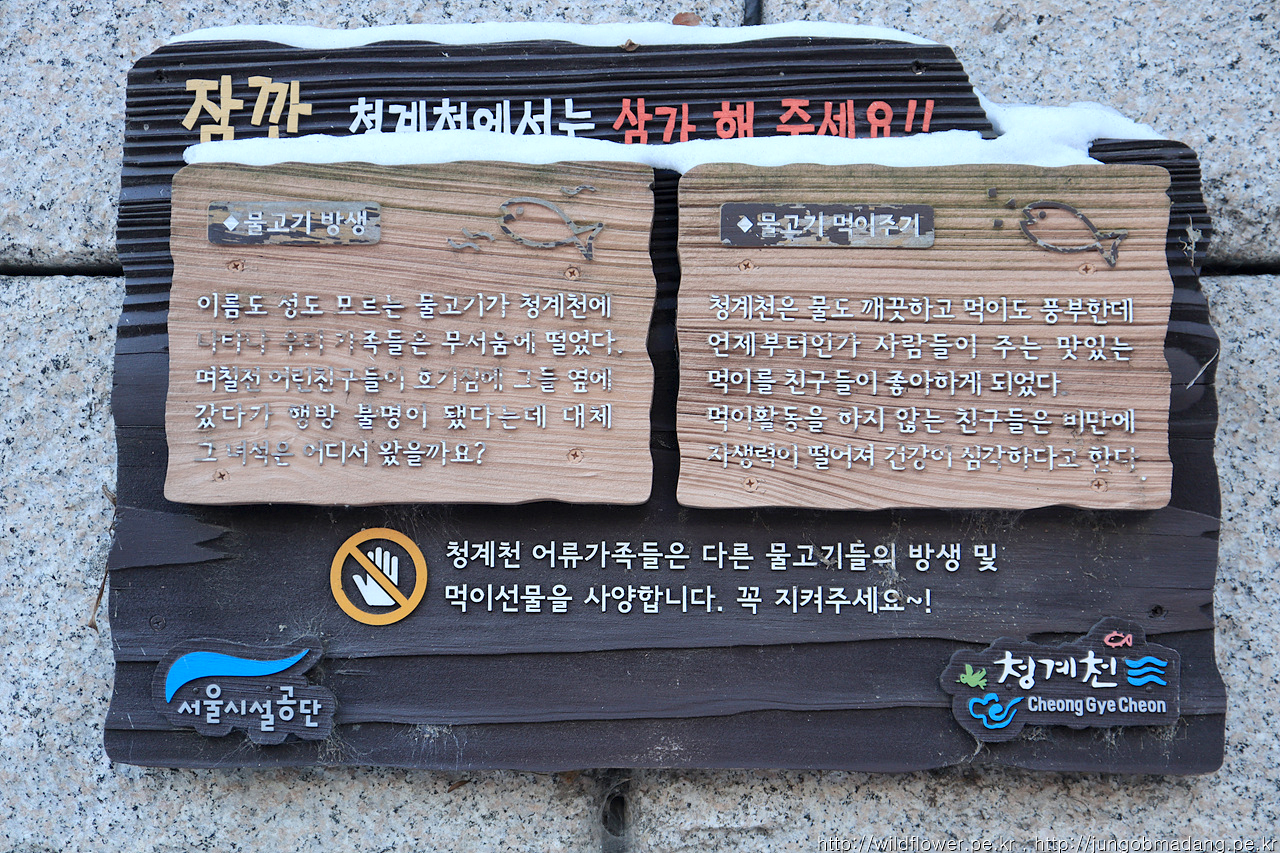 잠깐 청계천에서는 삼가 해 주세요!!
◆물고기 방생
이름도 성도 모르는 물고기가 청계천에
나타나 우리 가족들은 무서움에 떨었다.
며칠전 어린친구들이 호기심에 그들 옆에
갔다가 행방 불명이 됐다는데 대체
그 녀석은 어디서 왔을까요?
◆물고기 먹이주기
청계천은 물도 깨끗하고 먹이도 풍부한데
언제부터인가 사람들이 주는 맛있는
먹이를 친구들이 좋아하게 되었다.
먹이활동을 하지 않는 친구들은 비만에
자생력이 떨어져 건강이 심각하다고 한다.
청계천 어류가족들은 다른 물고기들의 방생 및
먹이선물을 사양합니다. 꼭 지켜주세요~!
서울시설공단
청계천
Cheong Gye Cheon
http://wildflower.pe.kr , http://jungobmadang.pe.kr